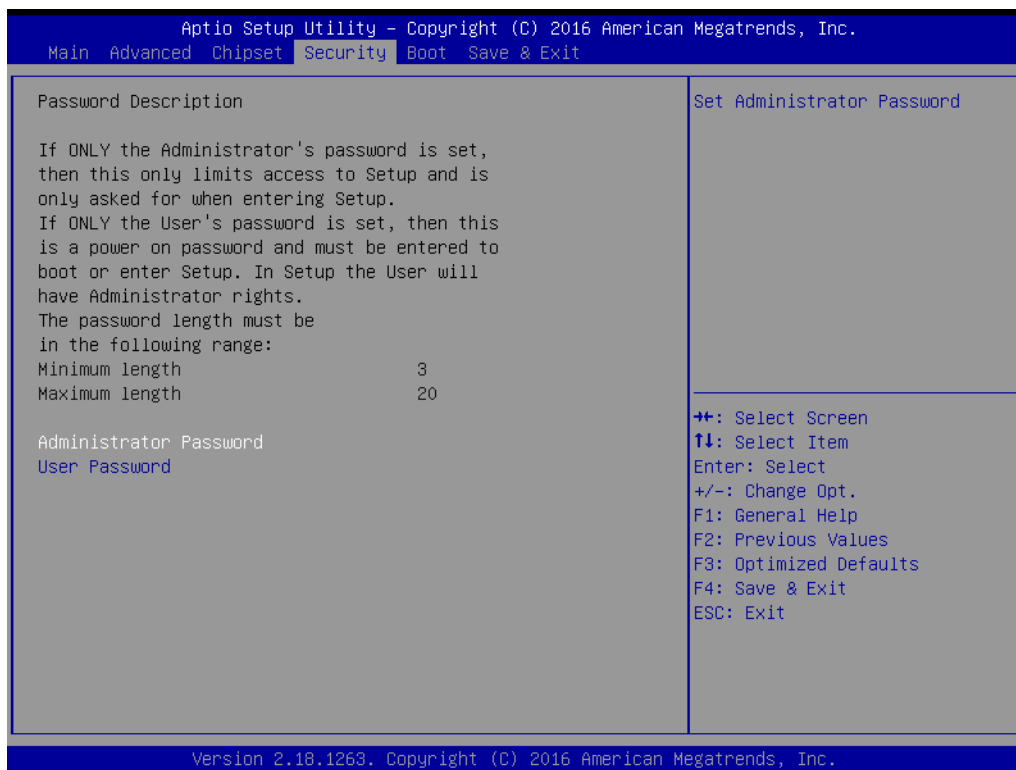 Aptio Setup Utility – Copyright (C) 2016 American Megatrends, Inc.
Main Advanced Chipset Security Boot Save & Exit
Password Description
If ONLY the Administrator's password is set,
then this only limits access to Setup and is
only asked for when entering Setup.
If ONLY the User's password is set, then this
is a power on password and must be entered to
boot or enter Setup. In Setup the User will
have Administrator rights.
The password length must be
in the following range:
Minimum length 3
Maximum length 20
Administrator Password
User Password
Set Administrator Password
→←: Select Screen
↑↓: Select Item
Enter: Select
+/-: Change Opt.
F1: General Help
F2: Previous Values
F3: Optimized Defaults
F4: Save & Exit
ESC: Exit
Version 2.18.1263. Copyright (C) 2016 American Megatrends, Inc.